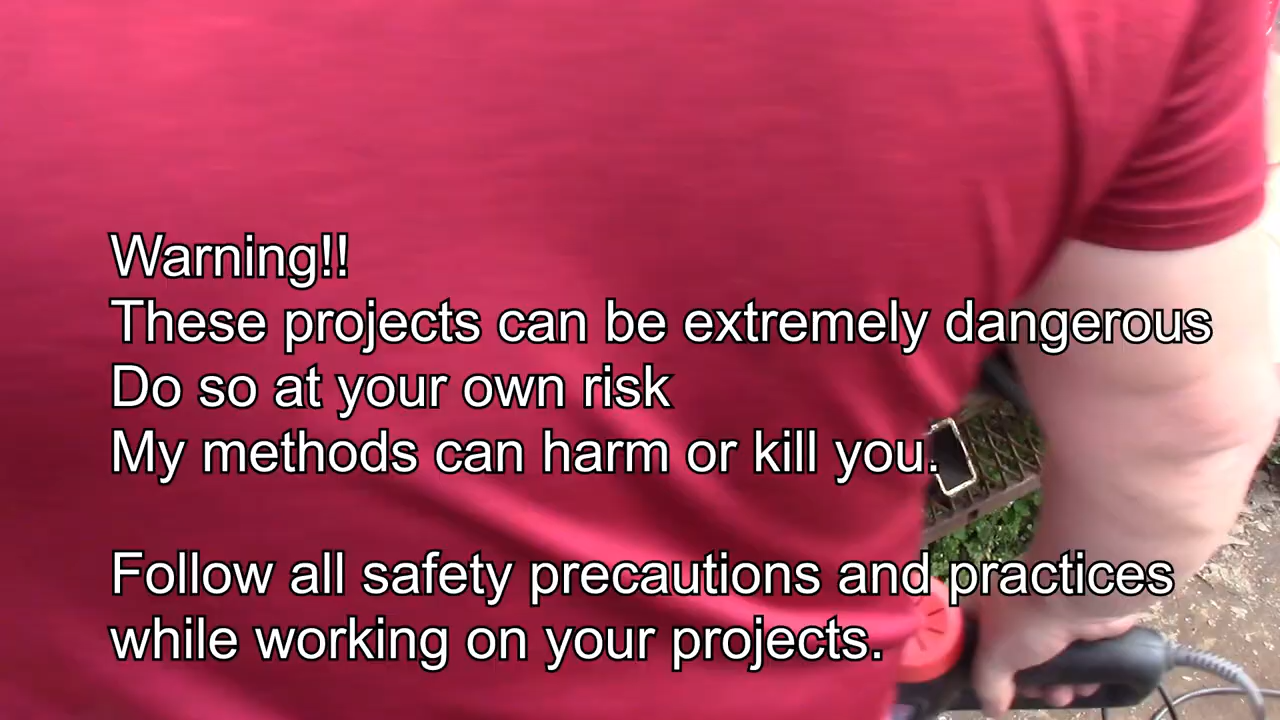 Warning!!
These projects can be extremely dangerous
Do so at your own risk
My methods can harm or kill you.
Follow all safety precautions and practices
while working on your projects.